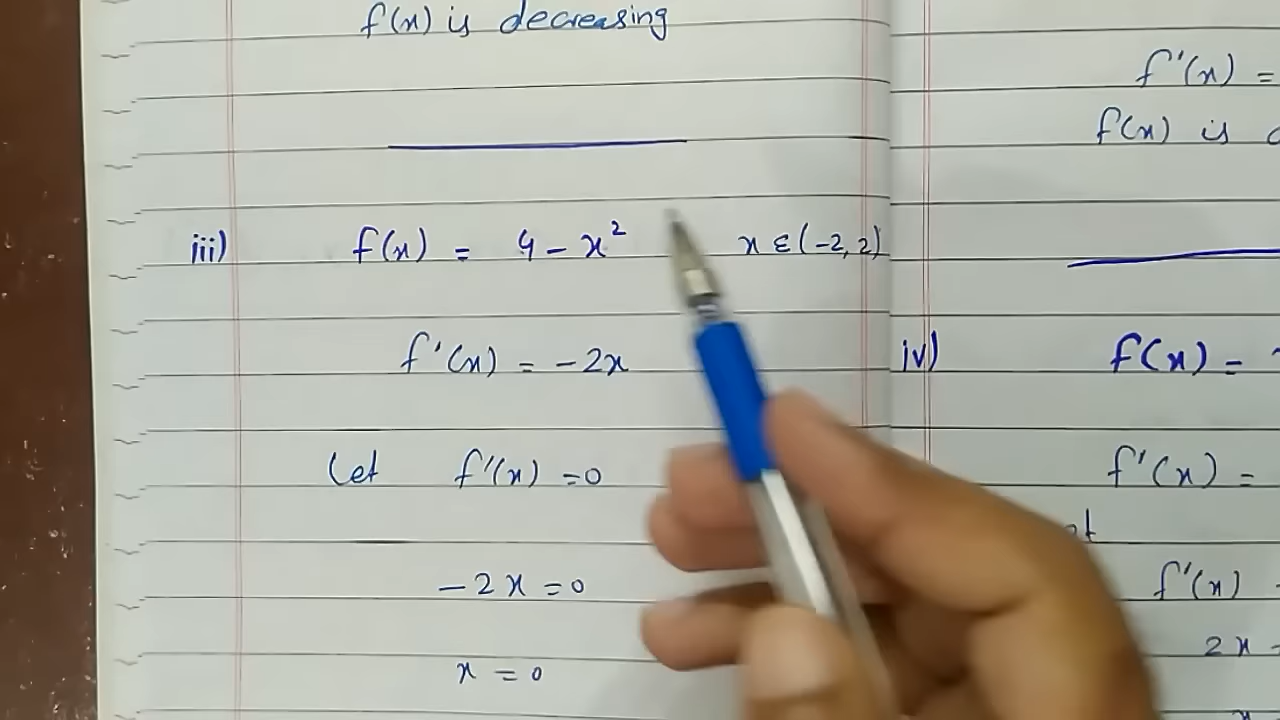 f(x) is decreasing
iii) f(x) = 4 - x² x ε (-2, 2)
f'(x) = -2x
Let f'(x) = 0
-2x = 0
x = 0
f'(x) =
f(x) is
iv) f(x) =
f'(x) =
f'(x)
2x -